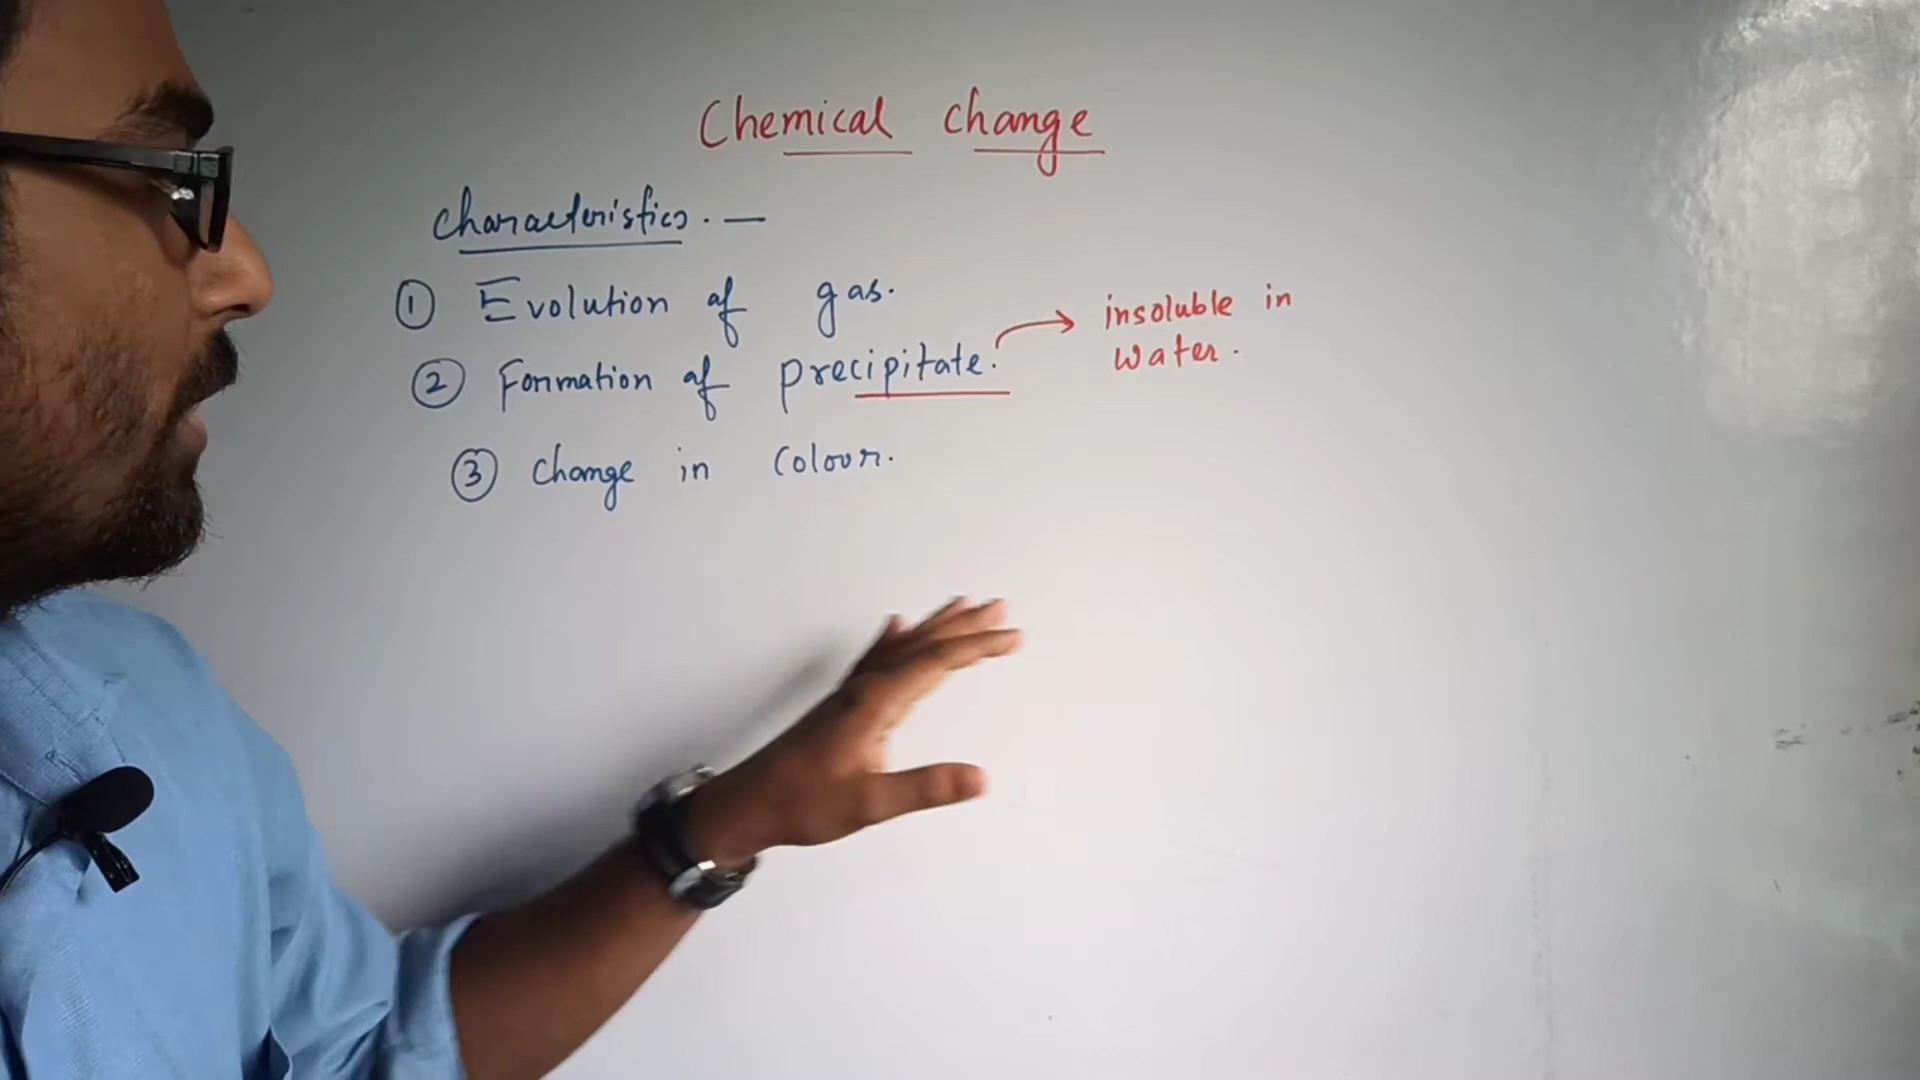 Chemical change
Characteristics. —
① Evolution of gas.
② Formation of precipitate. → insoluble in
water.
③ Change in Colour.